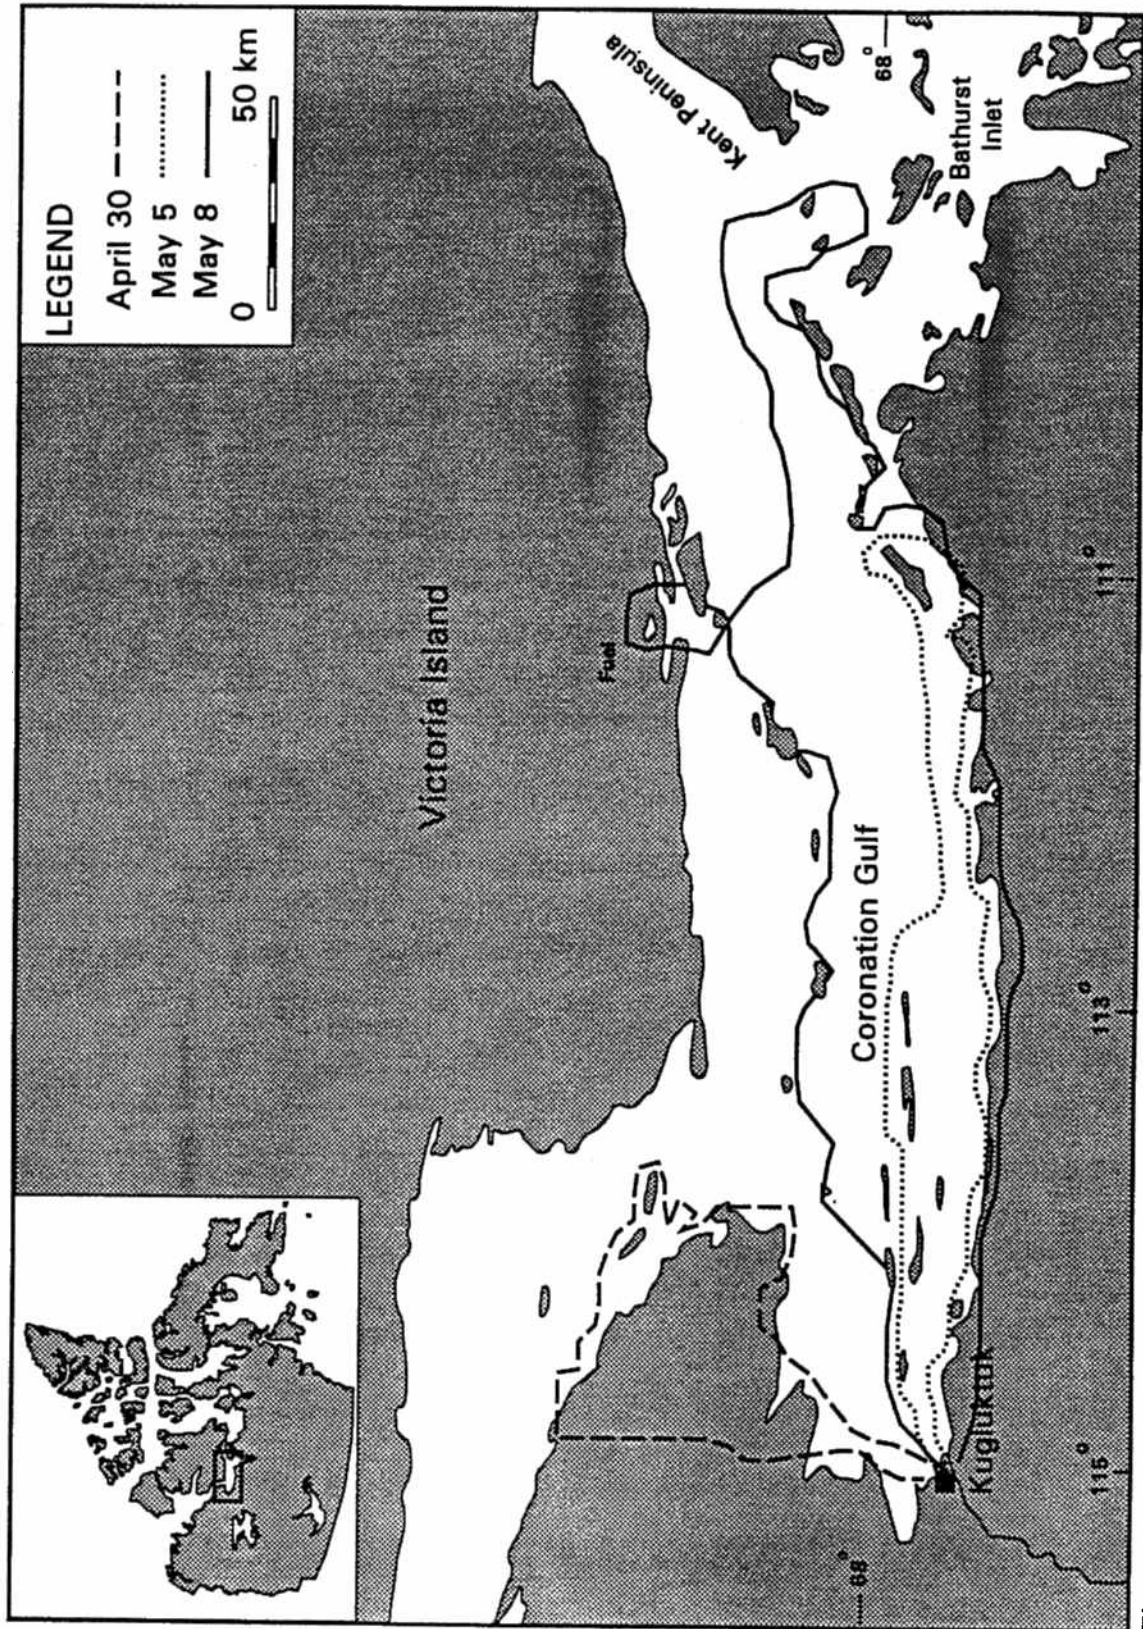 LEGEND
April 30
May 5
May 8
0 50 km
Victoria Island
Kent Peninsula
68°
Fuel
Bathurst
Inlet
Coronation Gulf
68°
Kugluktuk
115°
113°
111°